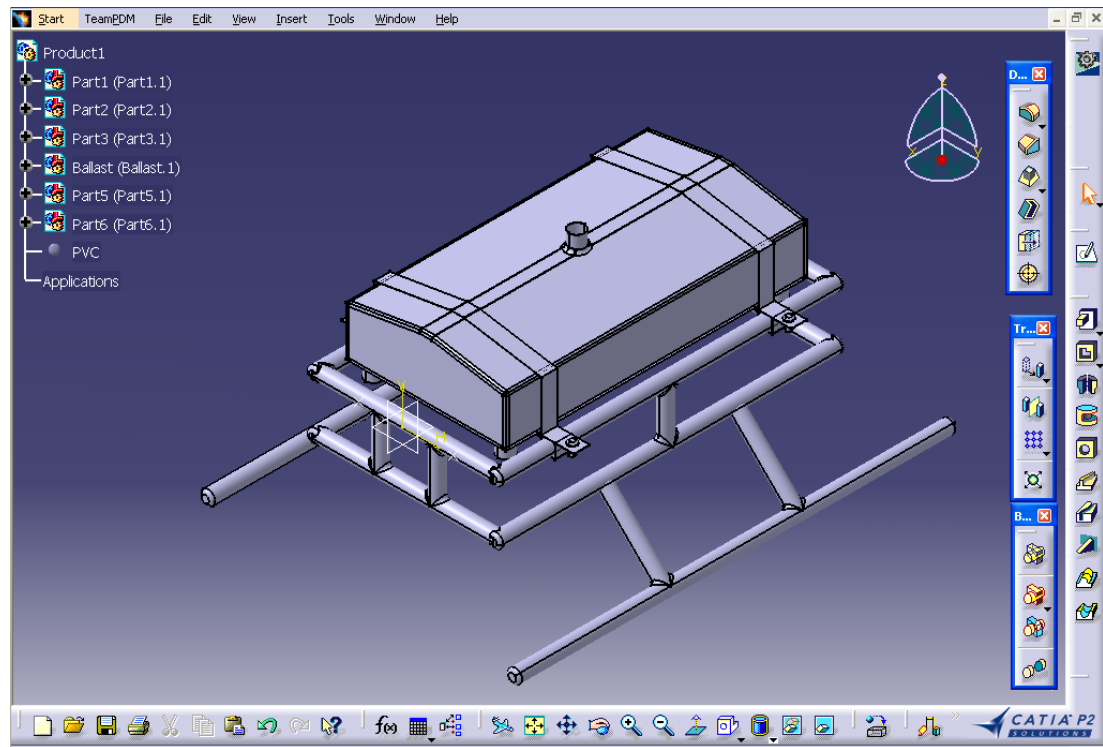 Start TeamPDM File Edit View Insert Tools Window Help
Product1
Part1 (Part1.1)
Part2 (Part2.1)
Part3 (Part3.1)
Ballast (Ballast.1)
Part5 (Part5.1)
Part6 (Part6.1)
PVC
Applications
D...
Tr...
B...
z
x
y
V
H
f(x)
CATIA P2
SOLUTIONS